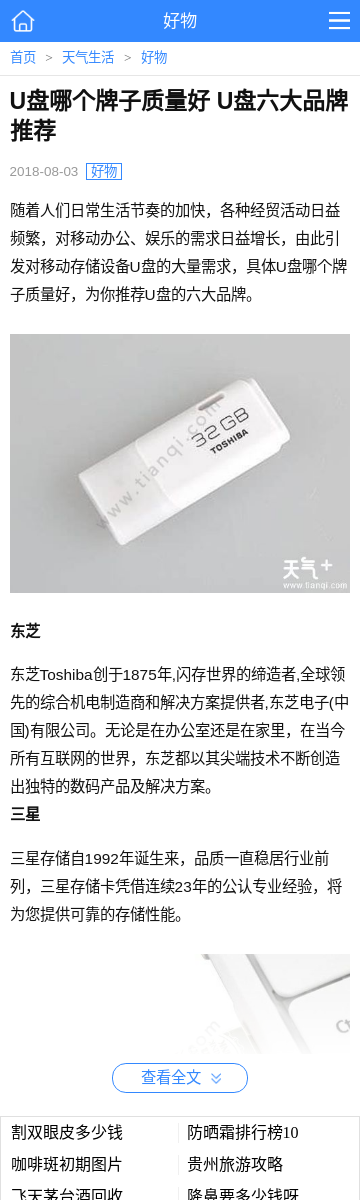 好物
首页 > 天气生活 > 好物
U盘哪个牌子质量好 U盘六大品牌
推荐
2018-08-03 好物
随着人们日常生活节奏的加快，各种经贸活动日益
频繁，对移动办公、娱乐的需求日益增长，由此引
发对移动存储设备U盘的大量需求，具体U盘哪个牌
子质量好，为你推荐U盘的六大品牌。
32GB
TOSHIBA
www.tianqi.com
天气+
www.tianqi.com
东芝
东芝Toshiba创于1875年,闪存世界的缔造者,全球领
先的综合机电制造商和解决方案提供者,东芝电子(中
国)有限公司。无论是在办公室还是在家里，在当今
所有互联网的世界，东芝都以其尖端技术不断创造
出独特的数码产品及解决方案。
三星
三星存储自1992年诞生来，品质一直稳居行业前
列，三星存储卡凭借连续23年的公认专业经验，将
为您提供可靠的存储性能。
查看全文
割双眼皮多少钱 防晒霜排行榜10
咖啡斑初期图片 贵州旅游攻略
飞天茅台酒回收 隆鼻要多少钱呀